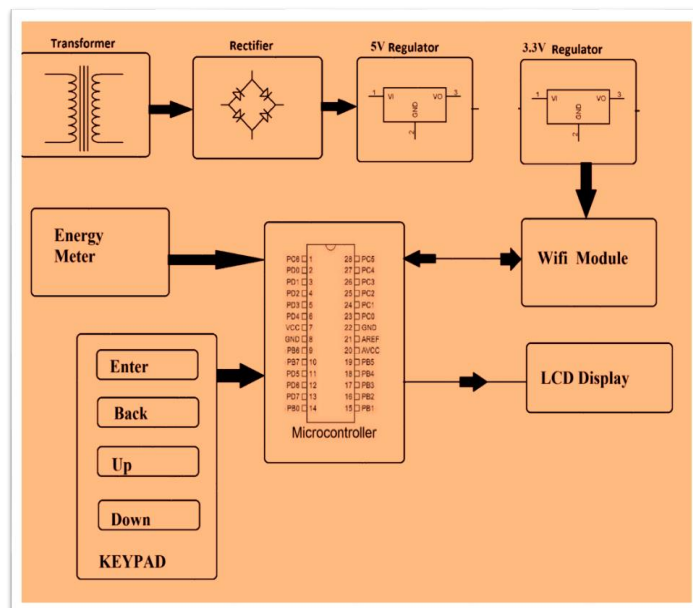 Transformer
Rectifier
5V Regulator
3.3V Regulator
1 VI VO 3
GND
2
1 VI VO 3
GND
2
Energy
Meter
Wifi Module
PC6 1 28 PC5
PD0 2 27 PC4
PD1 3 26 PC3
PD2 4 25 PC2
PD3 5 24 PC1
PD4 6 23 PC0
VCC 7 22 GND
GND 8 21 AREF
PB6 9 20 AVCC
PB7 10 19 PB5
PD5 11 18 PB4
PD6 12 17 PB3
PD7 13 16 PB2
PB0 14 15 PB1
Microcontroller
Enter
Back
Up
Down
KEYPAD
LCD Display